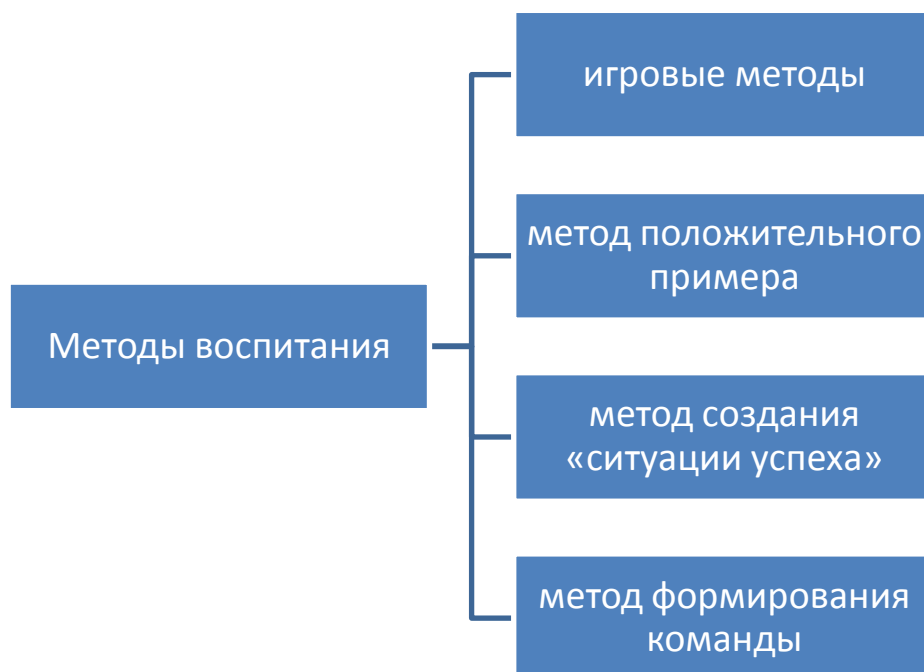 Методы воспитания
игровые методы
метод положительного
примера
метод создания
«ситуации успеха»
метод формирования
команды